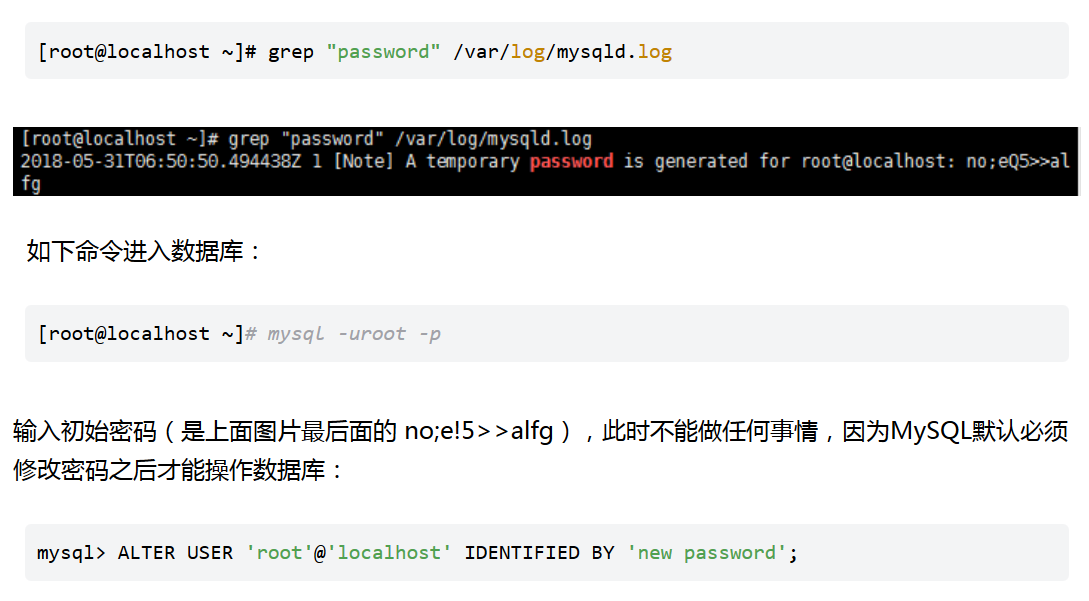 [root@localhost ~]# grep "password" /var/log/mysqld.log
[root@localhost ~]# grep "password" /var/log/mysqld.log
2018-05-31T06:50:50.494438Z 1 [Note] A temporary password is generated for root@localhost: no;eQ5>>al
fg
如下命令进入数据库：
[root@localhost ~]# mysql -uroot -p
输入初始密码（是上面图片最后面的 no;e!5>>alfg），此时不能做任何事情，因为MySQL默认必须
修改密码之后才能操作数据库：
mysql> ALTER USER 'root'@'localhost' IDENTIFIED BY 'new password';